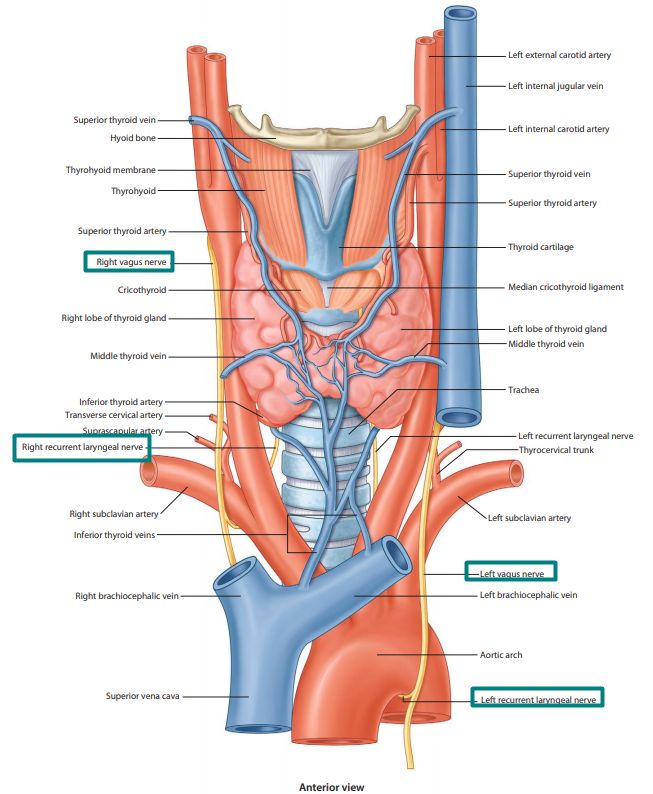 Left external carotid artery
Left internal jugular vein
Superior thyroid vein
Left internal carotid artery
Hyoid bone
Thyrohyoid membrane
Superior thyroid vein
Thyrohyoid
Superior thyroid artery
Superior thyroid artery
Thyroid cartilage
Right vagus nerve
Cricothyroid
Median cricothyroid ligament
Right lobe of thyroid gland
Left lobe of thyroid gland
Middle thyroid vein
Middle thyroid vein
Trachea
Inferior thyroid artery
Transverse cervical artery
Suprascapular artery
Left recurrent laryngeal nerve
Right recurrent laryngeal nerve
Thyrocervical trunk
Right subclavian artery
Left subclavian artery
Inferior thyroid veins
Left vagus nerve
Right brachiocephalic vein
Left brachiocephalic vein
Aortic arch
Superior vena cava
Left recurrent laryngeal nerve
Anterior view